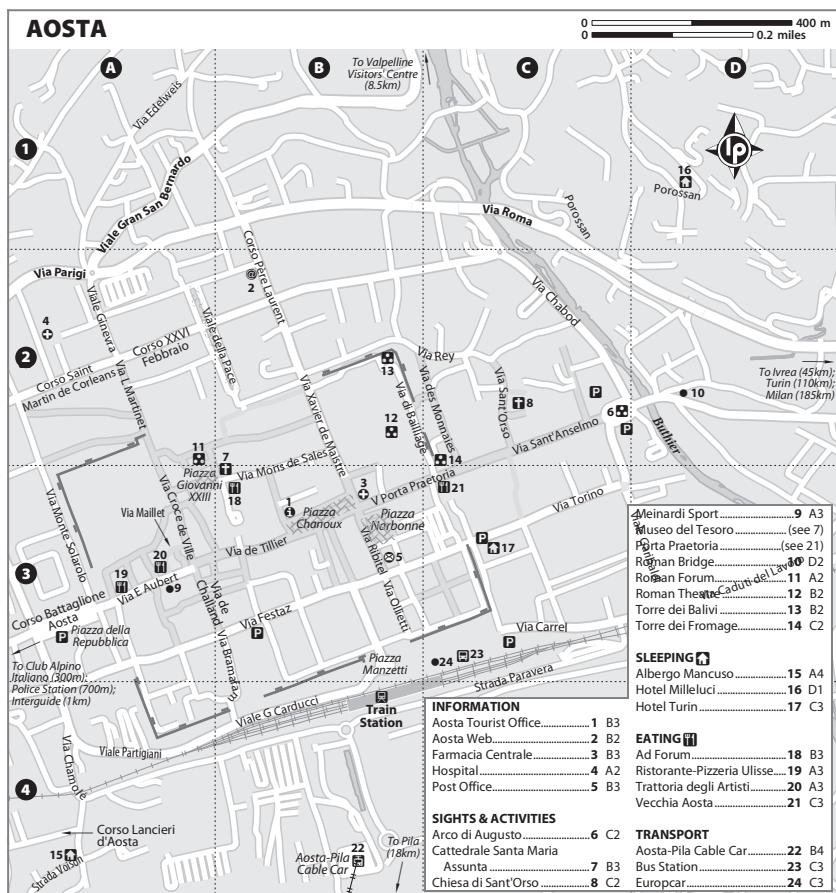 AOSTA
0 400 m
0 0.2 miles
A
B
C
D
1
2
3
4
To Valpelline
Visitors Centre
(8.5km)
Via Edelweis
Viale Gran San Bernardo
Via Roma
Porossan
16
Porossan
lp
Via Parigi
Corso Père Laurent
2
4
Viale Ginevra
Corso XXVI
Febbraio
Viale della Pace
Via Chabod
Corso Saint
Martin de Corleans
Via L Martinet
Via Rey
13
Via Xavier de Maistre
Via di Bailliage
Via des Monnaies
Via Sant'Orso
8
6
10
To Ivrea (45km);
Turin (110km);
Milan (185km)
Buthier
12
11
7
Via Mons de Sales
14
Via Sant'Anselmo
Piazza
Giovanni
XXIII
18
3
V Porta Praetoria
21
Via Torino
1
Piazza
Chanoux
Piazza
Narbonne
Via Monte Solarolo
Via Maillet
Via Croce de Ville
Via de Tillier
Via Ribitel
5
17
Via Garibaldi
Via Caduti del Lavoro
20
19
Via E Aubert
9
Corso Battaglione
Aosta
Via de
Challand
Via Festaz
Via Ollietti
P
Piazza della
Repubblica
Via Bramafam
Via Carrel
24
23
Piazza
Manzetti
Strada Paravera
To Club Alpino
Italiano (300m);
Police Station (700m);
Interguide (1km)
Viale G Carducci
Train
Station
Viale Partigiani
Via Chamolé
Corso Lancieri
d'Aosta
15
Strada Voison
22
Aosta-Pila
Cable Car
To Pila
(18km)
INFORMATION
Aosta Tourist Office 1 B3
Aosta Web 2 B2
Farmacia Centrale 3 B3
Hospital 4 A2
Post Office 5 B3
SIGHTS & ACTIVITIES
Arco di Augusto 6 C2
Cattedrale Santa Maria
Assunta 7 B3
Chiesa di Sant'Orso 8 C2
Meinardi Sport 9 A3
Museo del Tesoro (see 7)
Porta Praetoria (see 21)
Roman Bridge 10 D2
Roman Forum 11 A2
Roman Theatre 12 B2
Torre dei Balivi 13 B2
Torre dei Fromage 14 C2
SLEEPING
Albergo Mancuso 15 A4
Hotel Milleluci 16 D1
Hotel Turin 17 C3
EATING
Ad Forum 18 B3
Ristorante-Pizzeria Ulisse 19 A3
Trattoria degli Artisti 20 A3
Vecchia Aosta 21 C3
TRANSPORT
Aosta-Pila Cable Car 22 B4
Bus Station 23 C3
Europcar 24 C3